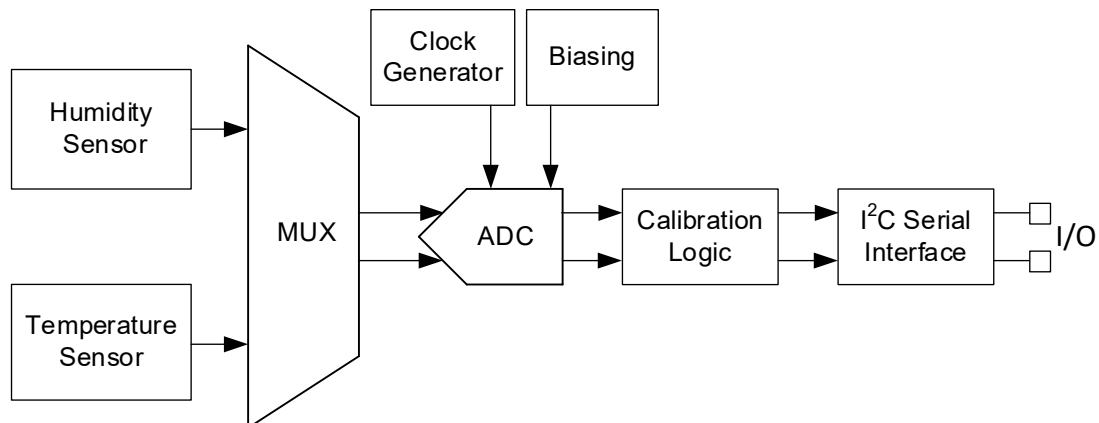 Clock
Generator
Biasing
Humidity
Sensor
MUX
ADC
Calibration
Logic
I²C Serial
Interface
I/O
Temperature
Sensor